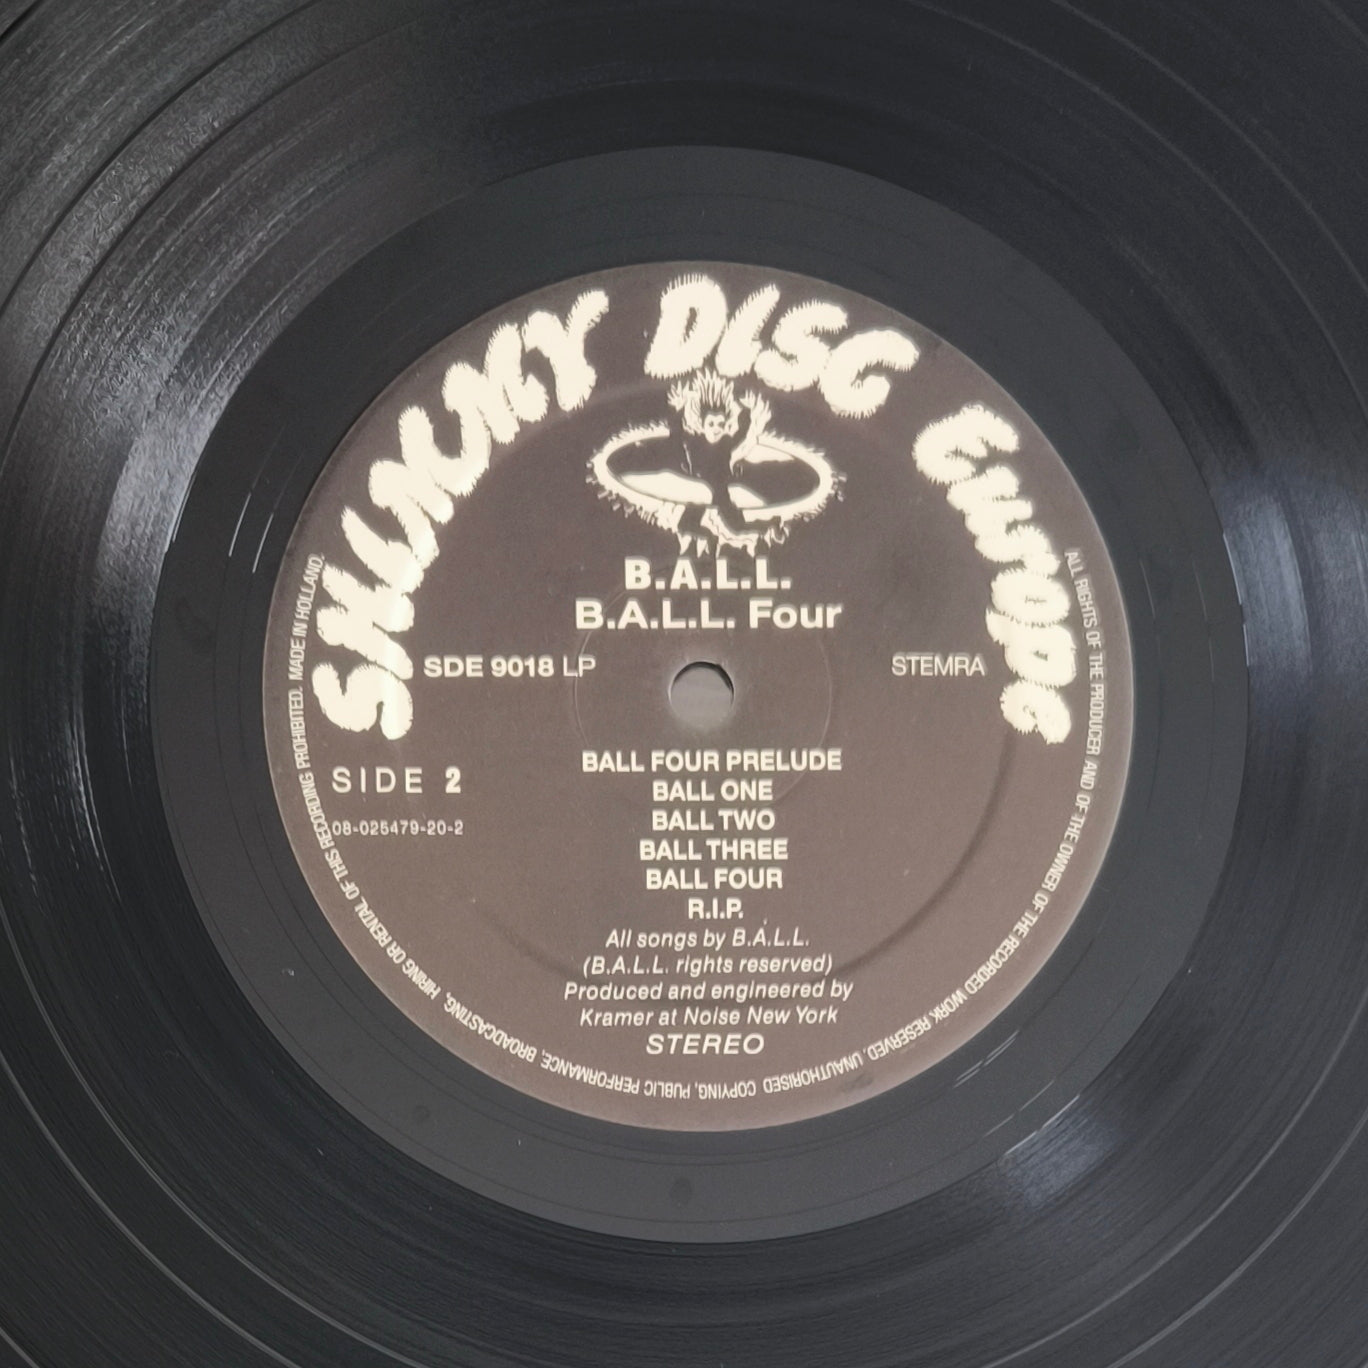 SHIMMY DISC Europe
B.A.L.L.
B.A.L.L. Four
SDE 9018 LP
STEMRA
SIDE 2
08-025479-20-2
BALL FOUR PRELUDE
BALL ONE
BALL TWO
BALL THREE
BALL FOUR
R.I.P.
All songs by B.A.L.L.
(B.A.L.L. rights reserved)
Produced and engineered by
Kramer at Noise New York
STEREO
ALL RIGHTS OF THE PRODUCER AND OF THE OWNER OF THE RECORDED WORK RESERVED. UNAUTHORISED COPYING, PUBLIC PERFORMANCE, BROADCASTING, HIRING OR RENTAL OF THIS RECORDING PROHIBITED. MADE IN HOLLAND.